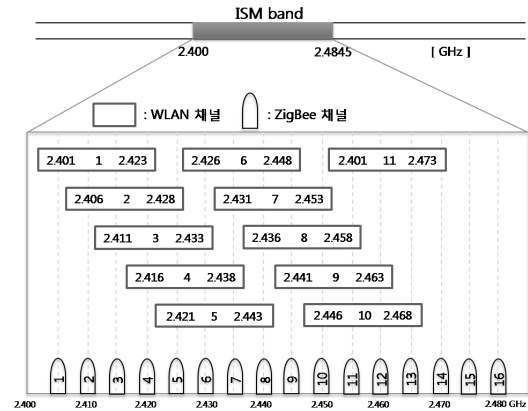 ISM band
2.400 2.4845 [ GHz ]
: WLAN 채널 : ZigBee 채널
2.401 1 2.423 2.426 6 2.448 2.401 11 2.473
2.406 2 2.428 2.431 7 2.453
2.411 3 2.433 2.436 8 2.458
2.416 4 2.438 2.441 9 2.463
2.421 5 2.443 2.446 10 2.468
1 2 3 4 5 6 7 8 9 10 11 12 13 14 15 16
2.400 2.410 2.420 2.430 2.440 2.450 2.460 2.470 2.480 GHz